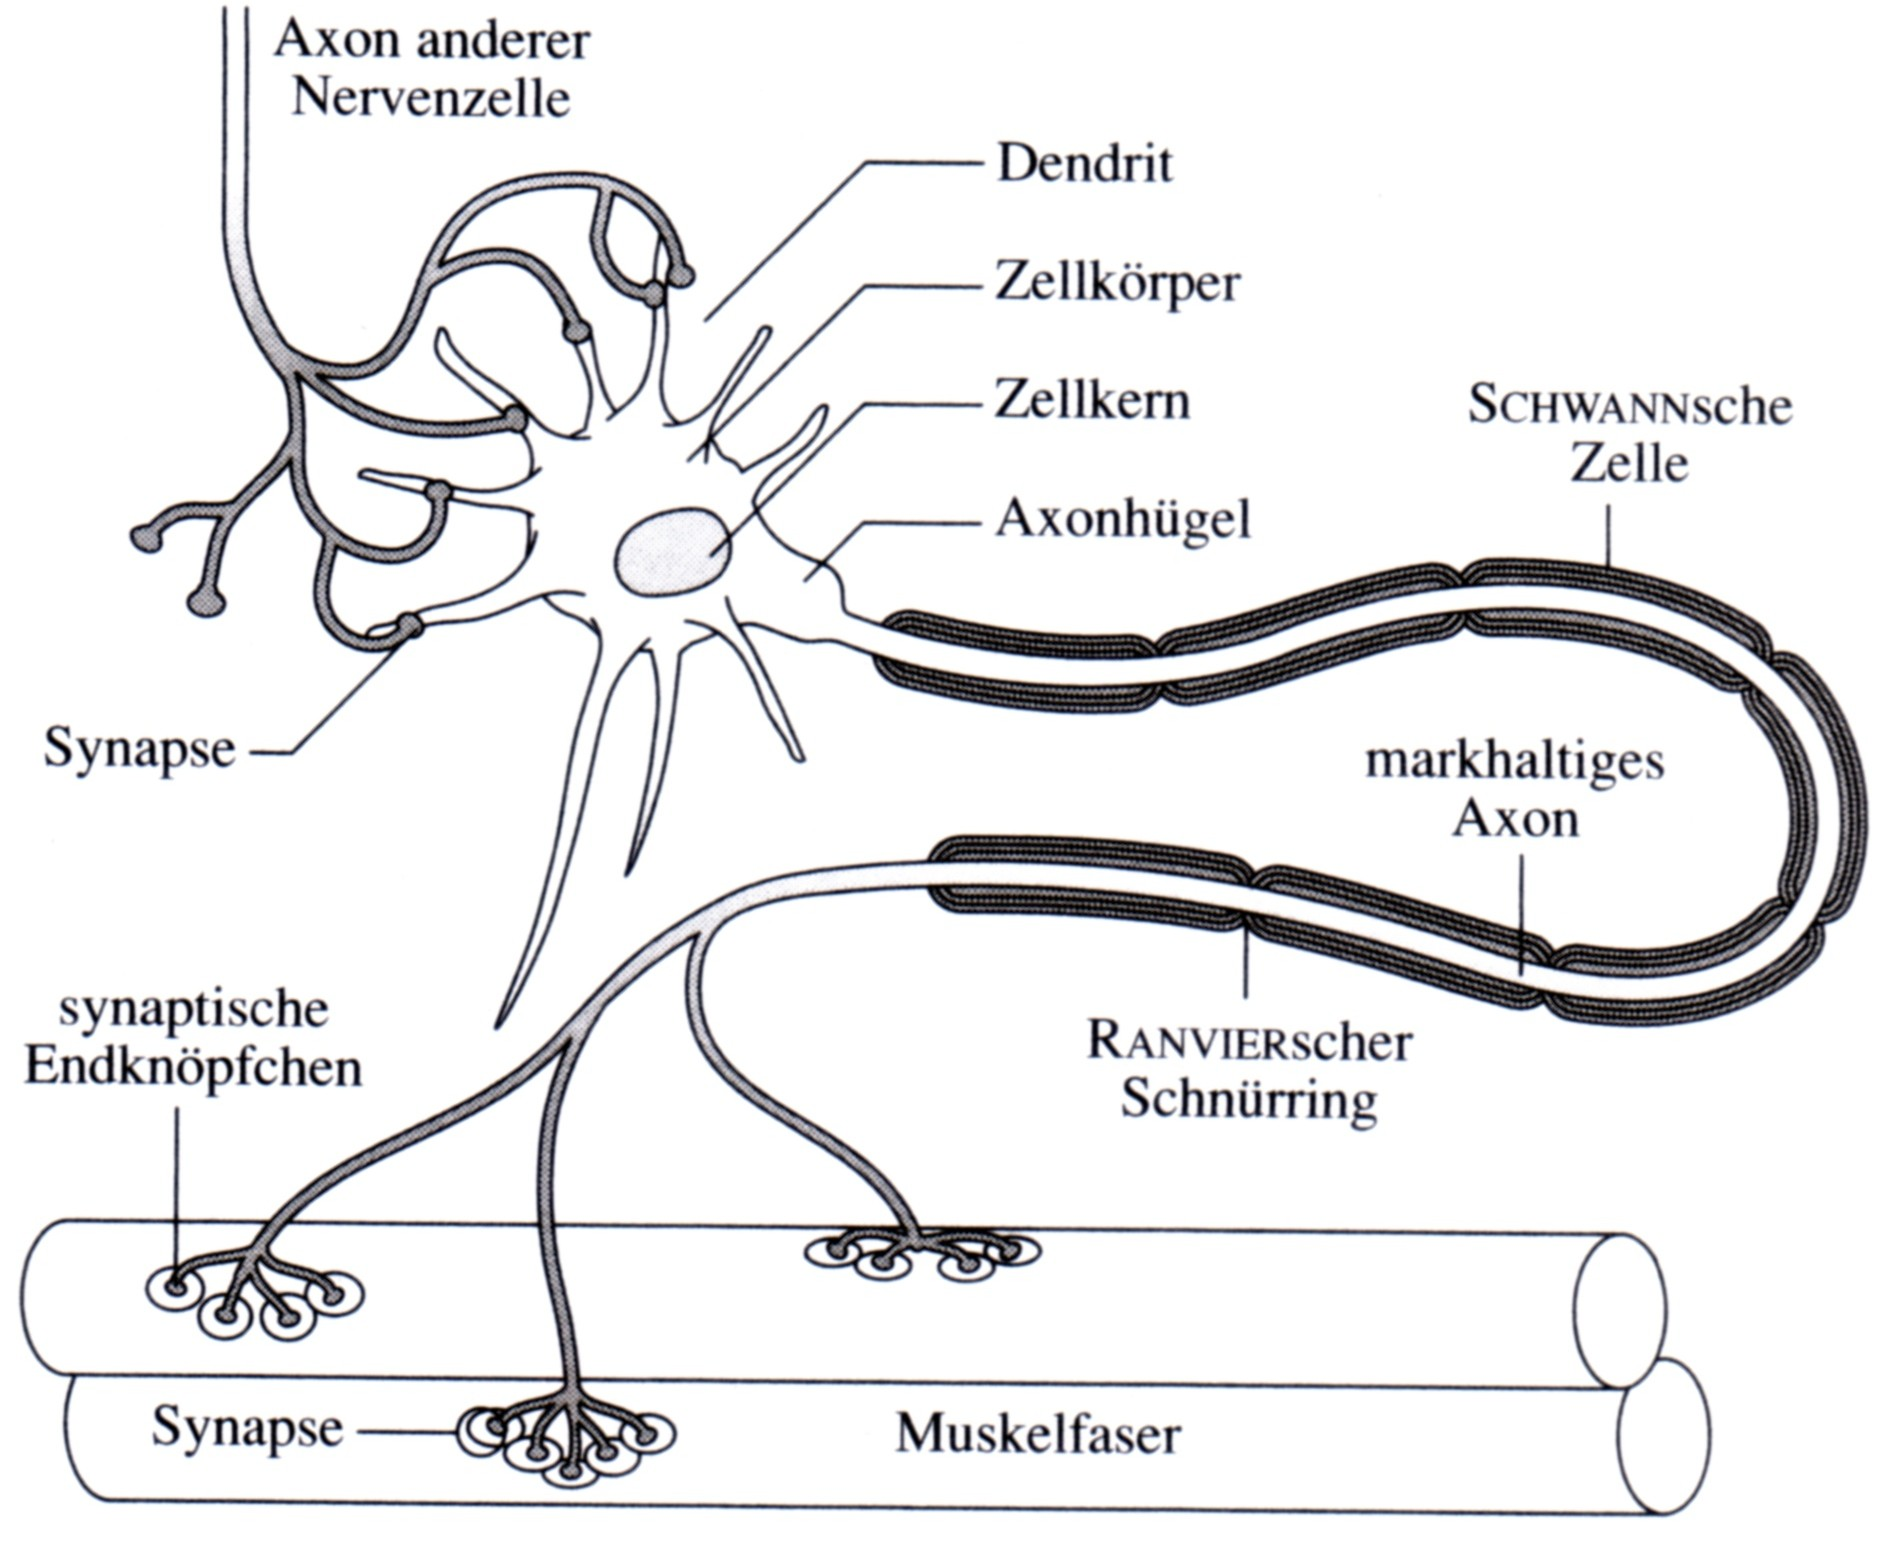 Axon anderer
Nervenzelle
Dendrit
Zellkörper
Zellkern
Axonhügel
SCHWANNsche
Zelle
Synapse
markhaltiges
Axon
synaptische
Endknöpfchen
RANVIERscher
Schnürring
Synapse
Muskelfaser